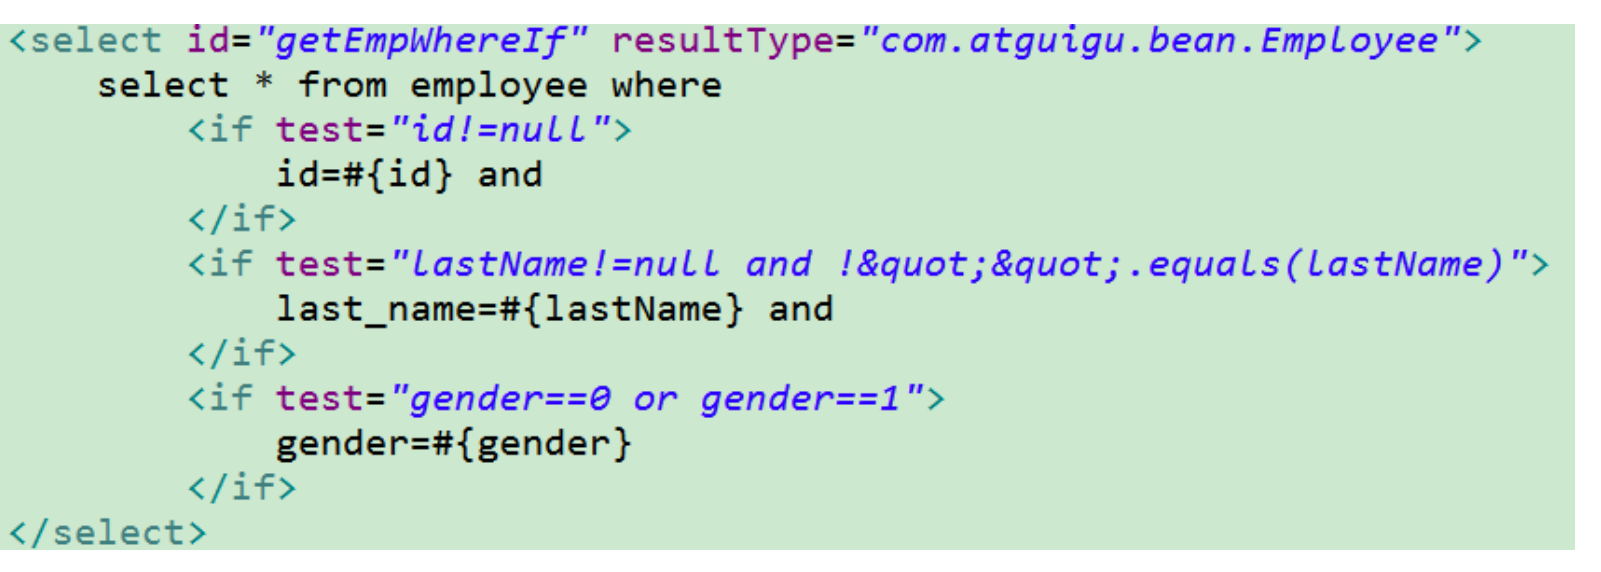 <select id="getEmpWhereIf" resultType="com.atguigu.bean.Employee">
    select * from employee where
        <if test="id!=null">
            id=#{id} and
        </if>
        <if test="lastName!=null and !&quot;&quot;.equals(lastName)">
            last_name=#{lastName} and
        </if>
        <if test="gender==0 or gender==1">
            gender=#{gender}
        </if>
</select>